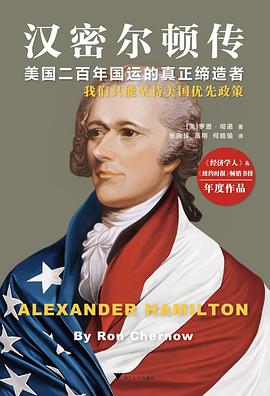 汉密尔顿传
美国二百年国运的真正缔造者
我们只能坚持美国优先政策
[美]罗恩·彻诺 著
张向玲 高翔 何皓瑜 译
《经济学人》&
《纽约时报》畅销书榜
年度作品
ALEXANDER HAMILTON
By Ron Chernow